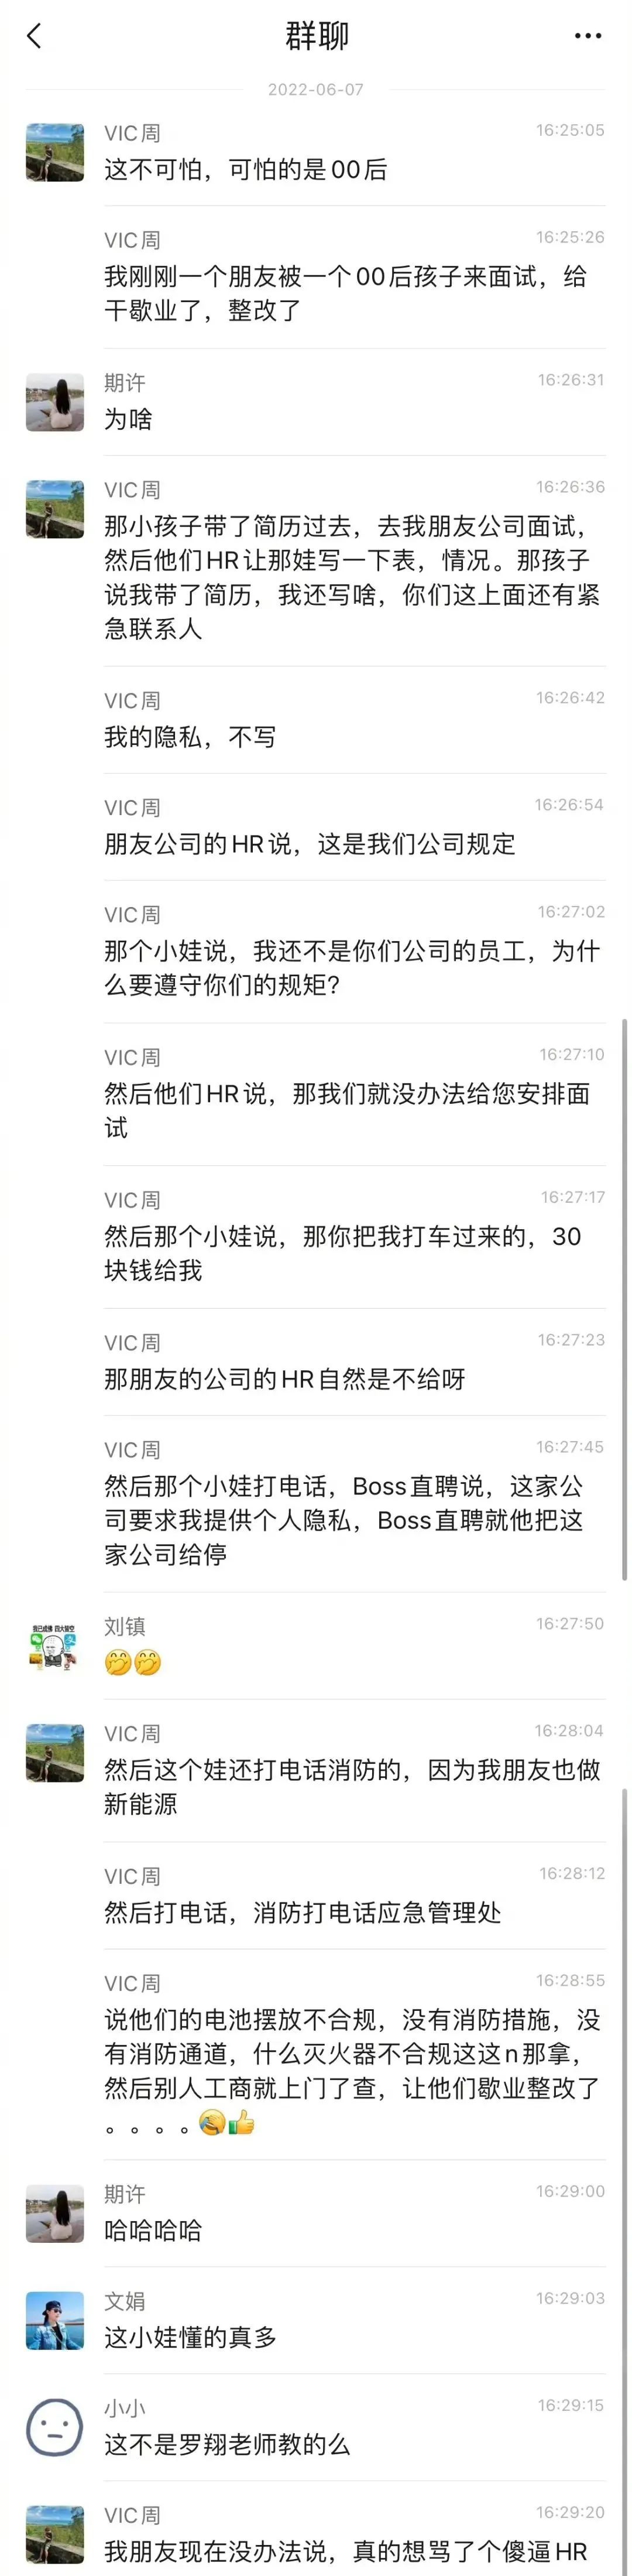 群聊
2022-06-07
VIC周
16:25:05
这不可怕，可怕的是00后
VIC周
16:25:26
我刚刚一个朋友被一个00后孩子来面试，给
干歇业了，整改了
期许
16:26:31
为啥
VIC周
16:26:36
那小孩子带了简历过去，去我朋友公司面试，
然后他们HR让那娃写一下表，情况。那孩子
说我带了简历，我还写啥，你们这上面还有紧
急联系人
VIC周
16:26:42
我的隐私，不写
VIC周
16:26:54
朋友公司的HR说，这是我们公司规定
VIC周
16:27:02
那个小娃说，我还不是你们公司的员工，为什
么要遵守你们的规矩?
VIC周
16:27:10
然后他们HR说，那我们就没办法给您安排面
试
VIC周
16:27:17
然后那个小娃说，那你把我打车过来的，30
块钱给我
VIC周
16:27:23
那朋友的公司的HR自然是不给呀
VIC周
16:27:45
然后那个小娃打电话，Boss直聘说，这家公
司要求我提供个人隐私，Boss直聘就他把这
家公司给停
刘镇
16:27:50
🤭🤭
VIC周
16:28:04
然后这个娃还打电话消防的，因为我朋友也做
新能源
VIC周
16:28:12
然后打电话，消防打电话应急管理处
VIC周
16:28:55
说他们的电池摆放不合规，没有消防措施，没
有消防通道，什么灭火器不合规这这n那拿，
然后别人工商就上门了查，让他们歇业整改了
。。。。🤣👍
期许
16:29:00
哈哈哈哈
文娟
16:29:03
这小娃懂的真多
小小
16:29:15
这不是罗翔老师教的么
VIC周
16:29:20
我朋友现在没办法说，真的想骂了个傻逼HR